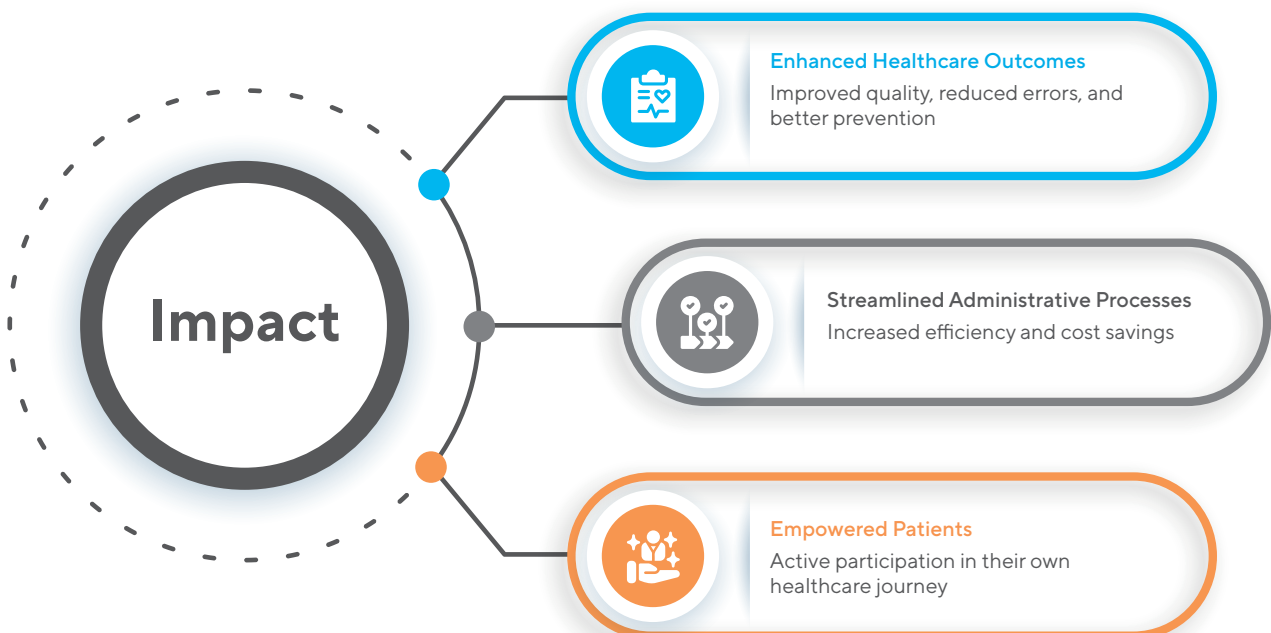 Impact
Enhanced Healthcare Outcomes
Improved quality, reduced errors, and
better prevention
Streamlined Administrative Processes
Increased efficiency and cost savings
Empowered Patients
Active participation in their own
healthcare journey